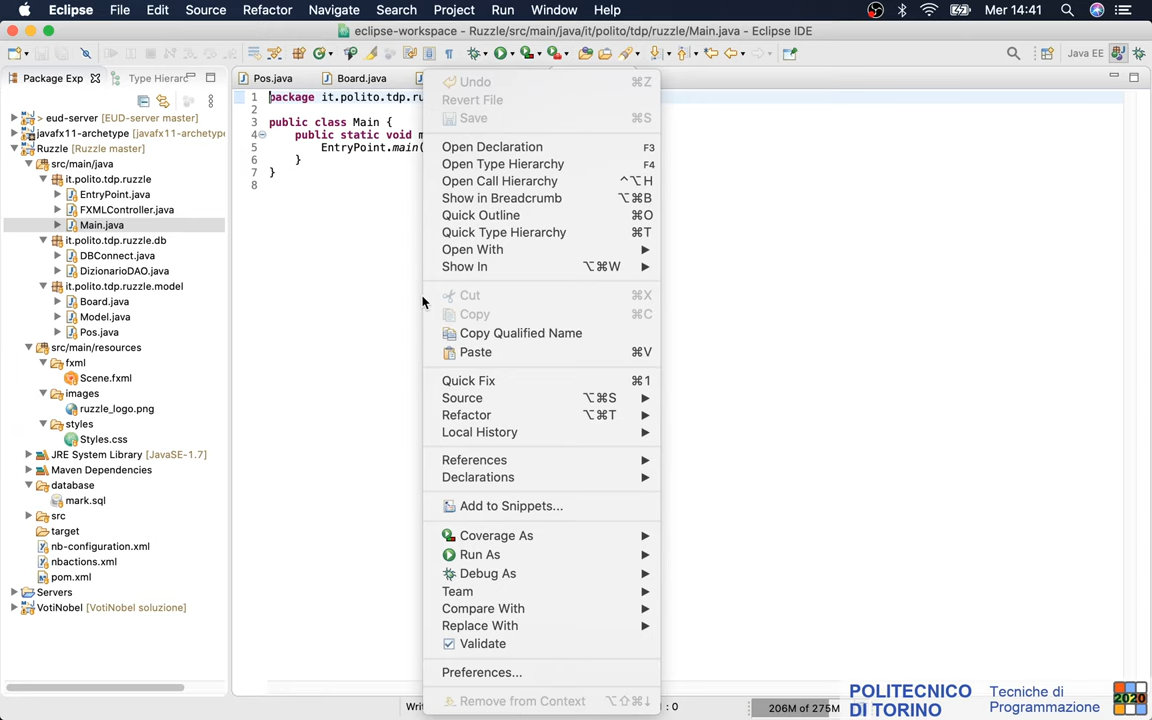 Eclipse File Edit Source Refactor Navigate Search Project Run Window Help Mer 14:41
eclipse-workspace - Ruzzle/src/main/java/it/polito/tdp/ruzzle/Main.java - Eclipse IDE
Java EE
Package Exp Type Hierarc
Pos.java Board.java
> eud-server [EUD-server master]
javafx11-archetype [javafx11-archetype
Ruzzle [Ruzzle master]
src/main/java
it.polito.tdp.ruzzle
EntryPoint.java
FXMLController.java
Main.java
it.polito.tdp.ruzzle.db
DBConnect.java
DizionarioDAO.java
it.polito.tdp.ruzzle.model
Board.java
Model.java
Pos.java
src/main/resources
fxml
Scene.fxml
images
ruzzle_logo.png
styles
Styles.css
JRE System Library [JavaSE-1.7]
Maven Dependencies
database
mark.sql
src
target
nb-configuration.xml
nbactions.xml
pom.xml
Servers
VotiNobel [VotiNobel soluzione]
1 package it.polito.tdp.ru
2
3 public class Main {
4 public static void m
5 EntryPoint.main(
6 }
7 }
8
Undo ⌘Z
Revert File
Save ⌘S
Open Declaration F3
Open Type Hierarchy F4
Open Call Hierarchy ^⌥H
Show in Breadcrumb ⌥⌘B
Quick Outline ⌘O
Quick Type Hierarchy ⌘T
Open With
Show In ⌥⌘W
Cut ⌘X
Copy ⌘C
Copy Qualified Name
Paste ⌘V
Quick Fix ⌘1
Source ⌥⌘S
Refactor ⌥⌘T
Local History
References
Declarations
Add to Snippets...
Coverage As
Run As
Debug As
Team
Compare With
Replace With
Validate
Preferences...
Remove from Context ⌥⇧⌘↓
Writ : 0 206M of 275M
POLITECNICO
DI TORINO
Tecniche di
Programmazione
2020